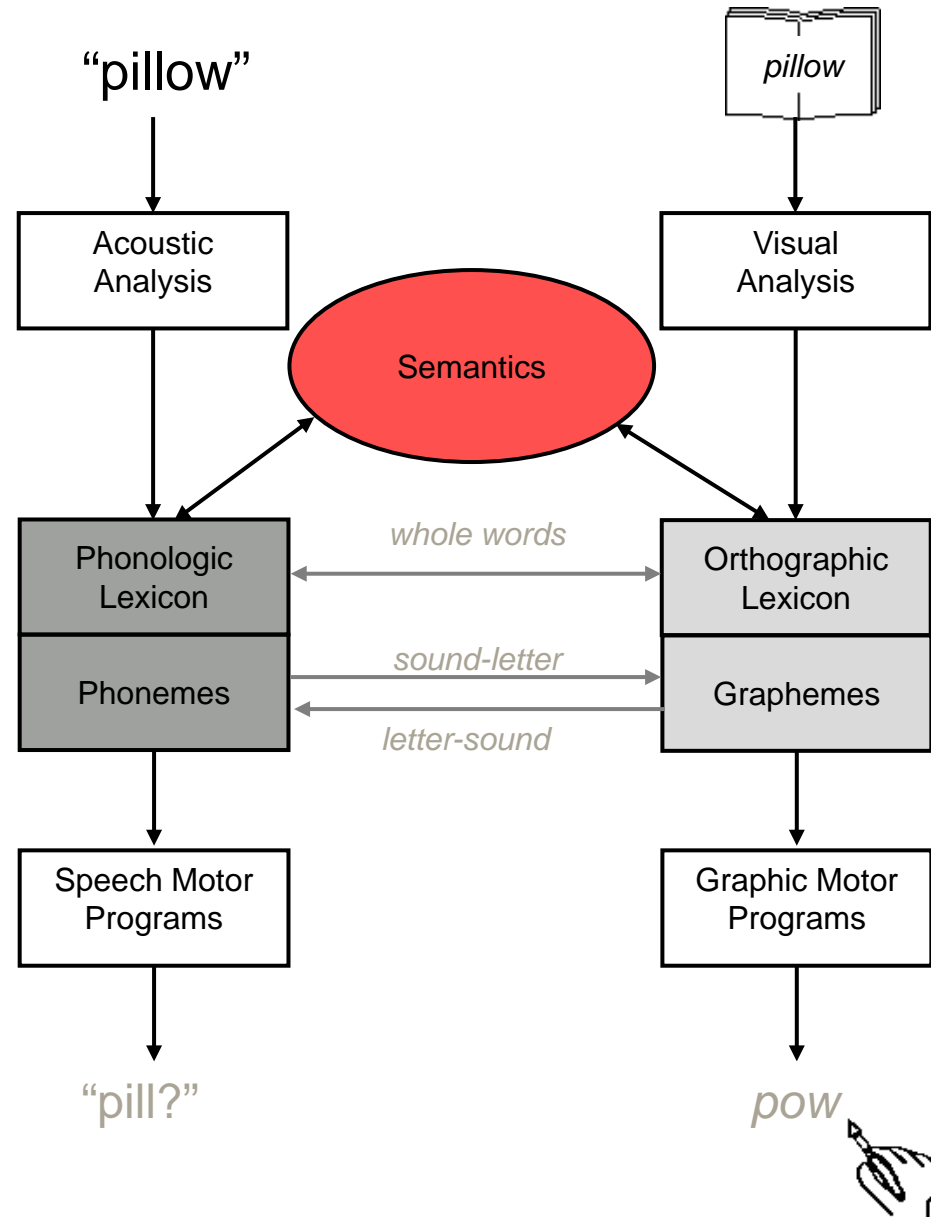 “pillow”
pillow
Acoustic
Analysis
Visual
Analysis
Semantics
whole words
Phonologic
Lexicon
Orthographic
Lexicon
sound-letter
Phonemes
Graphemes
letter-sound
Speech Motor
Programs
Graphic Motor
Programs
“pill?”
pow